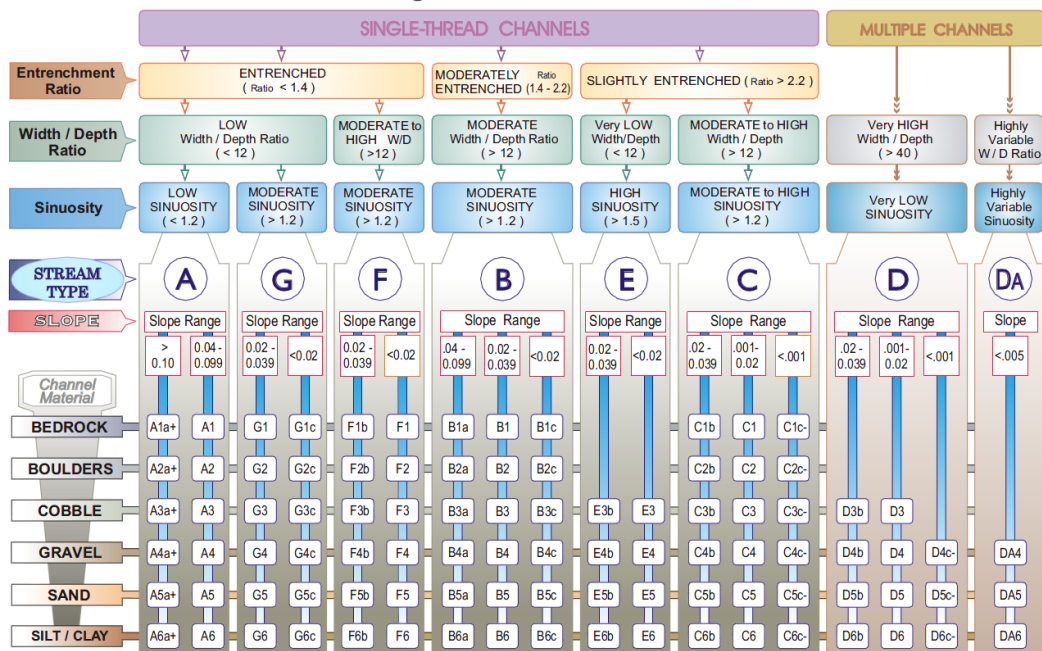 SINGLE-THREAD CHANNELS
MULTIPLE CHANNELS
Entrenchment
Ratio
ENTRENCHED
( Ratio < 1.4 )
MODERATELY Ratio
ENTRENCHED (1.4 - 2.2)
SLIGHTLY ENTRENCHED ( Ratio > 2.2 )
Width / Depth
Ratio
LOW
Width / Depth Ratio
( < 12 )
MODERATE to
HIGH W/D
( >12 )
MODERATE
Width / Depth Ratio
( > 12 )
Very LOW
Width/Depth
( < 12 )
MODERATE to HIGH
Width / Depth
( > 12 )
Very HIGH
Width / Depth
( > 40 )
Highly
Variable
W / D Ratio
Sinuosity
LOW
SINUOSITY
( < 1.2 )
MODERATE
SINUOSITY
( > 1.2 )
MODERATE
SINUOSITY
( > 1.2 )
MODERATE
SINUOSITY
( > 1.2 )
HIGH
SINUOSITY
( > 1.5 )
MODERATE to HIGH
SINUOSITY
( > 1.2 )
Very LOW
SINUOSITY
Highly
Variable
Sinuosity
STREAM
TYPE
A G F B E C D DA
SLOPE
Slope Range Slope Range Slope Range Slope Range Slope Range Slope Range Slope Range Slope
> 0.10
0.04 - 0.099
0.02 - 0.039
<0.02
0.02 - 0.039
<0.02
.04 - 0.099
0.02 - 0.039
<0.02
0.02 - 0.039
<0.02
.02 - 0.039
.001- 0.02
<.001
.02 - 0.039
.001- 0.02
<.001
<.005
Channel
Material
BEDROCK A1a+ A1 G1 G1c F1b F1 B1a B1 B1c C1b C1 C1c-
BOULDERS A2a+ A2 G2 G2c F2b F2 B2a B2 B2c C2b C2 C2c-
COBBLE A3a+ A3 G3 G3c F3b F3 B3a B3 B3c E3b E3 C3b C3 C3c- D3b D3
GRAVEL A4a+ A4 G4 G4c F4b F4 B4a B4 B4c E4b E4 C4b C4 C4c- D4b D4 D4c- DA4
SAND A5a+ A5 G5 G5c F5b F5 B5a B5 B5c E5b E5 C5b C5 C5c- D5b D5 D5c- DA5
SILT / CLAY A6a+ A6 G6 G6c F6b F6 B6a B6 B6c E6b E6 C6b C6 C6c- D6b D6 D6c- DA6